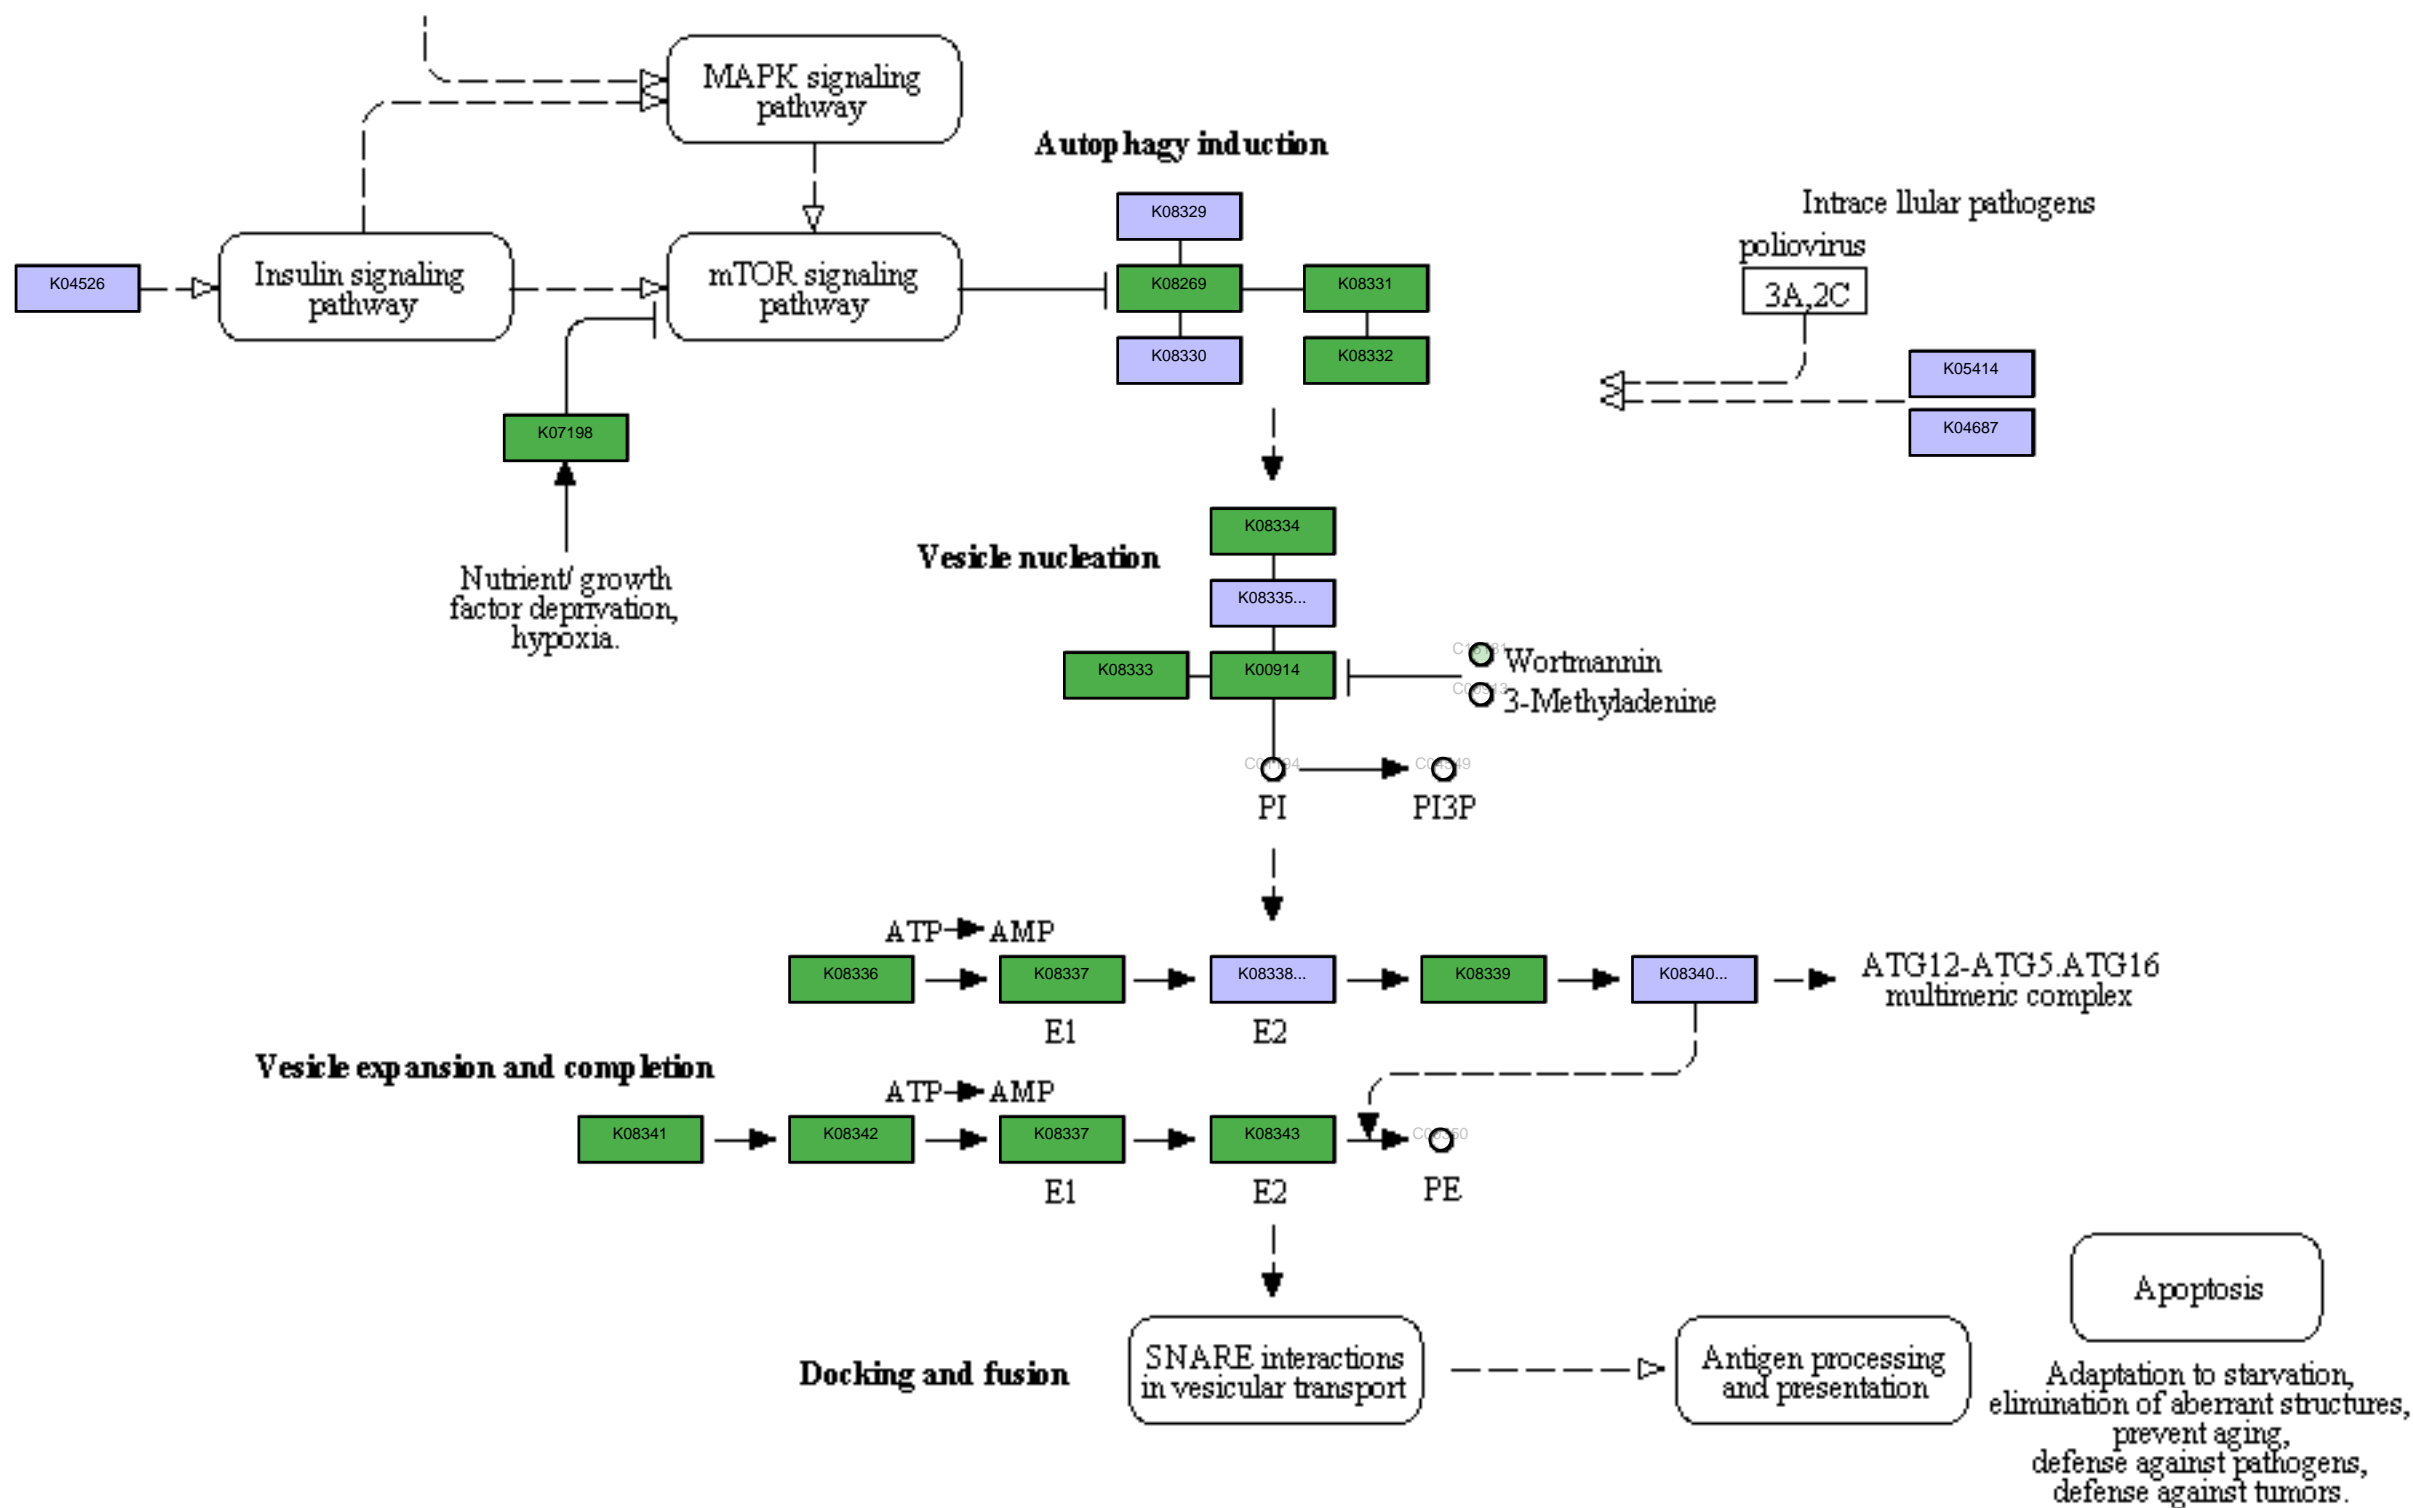 MAPK signaling
pathway
Autophagy induction
K08329
Intrace llular pathogens
poliovirus
K04526
Insulin signaling
pathway
mTOR signaling
pathway
K08269
K08331
3A,2C
K08330
K08332
K05414
K07198
K04687
Nutrient/ growth
factor deprivation,
hypoxia.
K08334
Vesicle nucleation
K08335...
K08333
K00914
Wortmannin
3-Methyladenine
PI
PI3P
ATP
AMP
K08336
K08337
K08338...
K08339
K08340...
ATG12-ATG5.ATG16
multimeric complex
E1
E2
Vesicle expansion and completion
ATP
AMP
K08341
K08342
K08337
K08343
E1
E2
PE
Apoptosis
Docking and fusion
SNARE interactions
in vesicular transport
Antigen processing
and presentation
Adaptation to starvation,
elimination of aberrant structures,
prevent aging,
defense against pathogens,
defense against tumors.